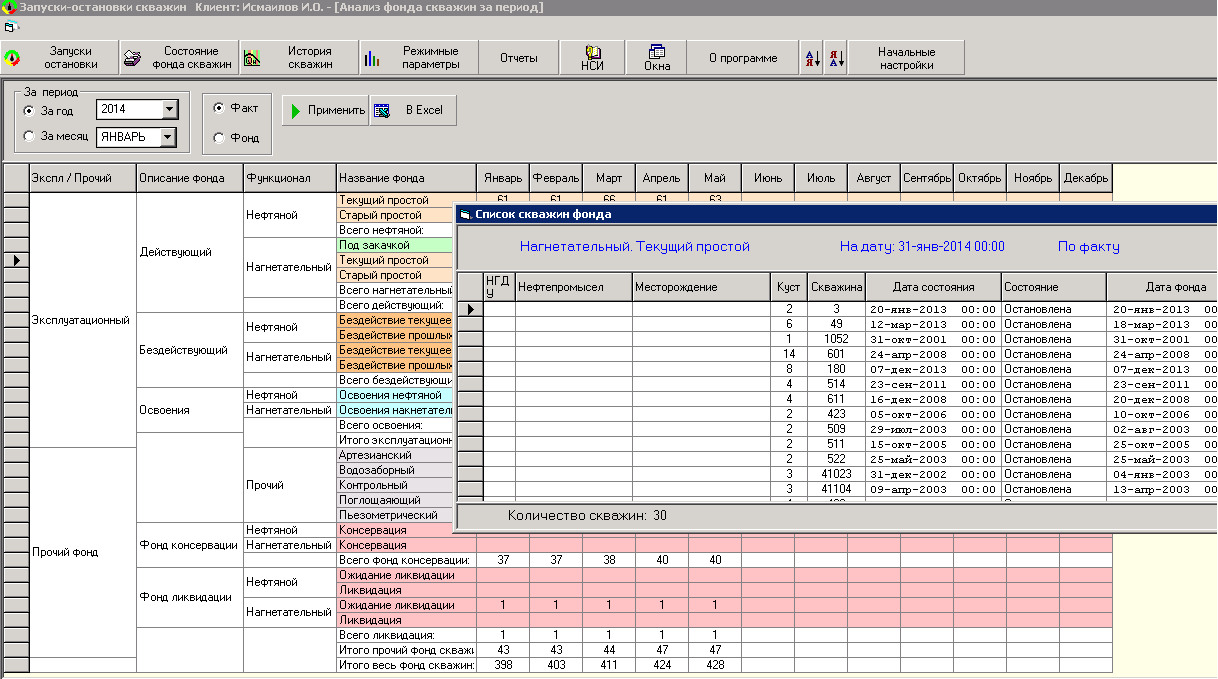 Запуски-остановки скважин Клиент: Исмаилов И.О. - [Анализ фонда скважин за период]
Запуски остановки
Состояние фонда скважин
История скважин
Режимные параметры
Отчеты
НСИ
Окна
О программе
Начальные настройки
За период
За год 2014
За месяц ЯНВАРЬ
Факт
Фонд
Применить
В Excel
Экспл / Прочий Описание фонда Функционал Название фонда Январь Февраль Март Апрель Май Июнь Июль Август Сентябрь Октябрь Ноябрь Декабрь
Эксплуатационный
Действующий
Нефтяной
Текущий простой 61 61 66 61 63
Старый простой
Всего нефтяной:
Нагнетательный
Под закачкой
Текущий простой
Старый простой
Всего нагнетательный
Всего действующий:
Бездействующий
Нефтяной
Бездействие текущее
Бездействие прошлых
Нагнетательный
Бездействие текущее
Бездействие прошлых
Всего бездействующи
Освоения
Нефтяной
Освоения нефтяной
Нагнетательный
Освоения накнетател
Всего освоения:
Итого эксплуатационн
Прочий фонд
Прочий
Артезианский
Водозаборный
Контрольный
Поглощаяющий
Пьезометрический
Фонд консервации
Нефтяной
Консервация
Нагнетательный
Консервация
Всего фонд консервации: 37 37 38 40 40
Фонд ликвидации
Нефтяной
Ожидание ликвидации
Ликвидация
Нагнетательный
Ожидание ликвидации 1 1 1 1 1
Ликвидация
Всего ликвидация: 1 1 1 1 1
Итого прочий фонд скважи 43 43 44 47 47
Итого весь фонд скважин: 398 403 411 424 428
Список скважин фонда
Нагнетательный. Текущий простой На дату: 31-янв-2014 00:00 По факту
НГДУ Нефтепромысел Месторождение Куст Скважина Дата состояния Состояние Дата фонда
2 3 20-янв-2013 00:00 Остановлена 20-янв-2013 00
6 49 12-мар-2013 00:00 Остановлена 18-мар-2013 00
1 1052 31-окт-2001 00:00 Остановлена 31-окт-2001 00
14 601 24-апр-2008 00:00 Остановлена 24-апр-2008 00
8 180 07-дек-2013 00:00 Остановлена 07-дек-2013 00
4 514 23-сен-2011 00:00 Остановлена 23-сен-2011 00
4 611 16-дек-2008 00:00 Остановлена 20-дек-2008 00
2 423 05-окт-2006 00:00 Остановлена 10-окт-2006 00
2 509 29-июл-2003 00:00 Остановлена 02-авг-2003 00
2 511 15-окт-2005 00:00 Остановлена 25-окт-2005 00
2 522 25-май-2003 00:00 Остановлена 25-май-2003 00
3 41023 31-дек-2002 00:00 Остановлена 04-янв-2003 00
3 41104 09-апр-2003 00:00 Остановлена 13-апр-2003 00
Количество скважин: 30